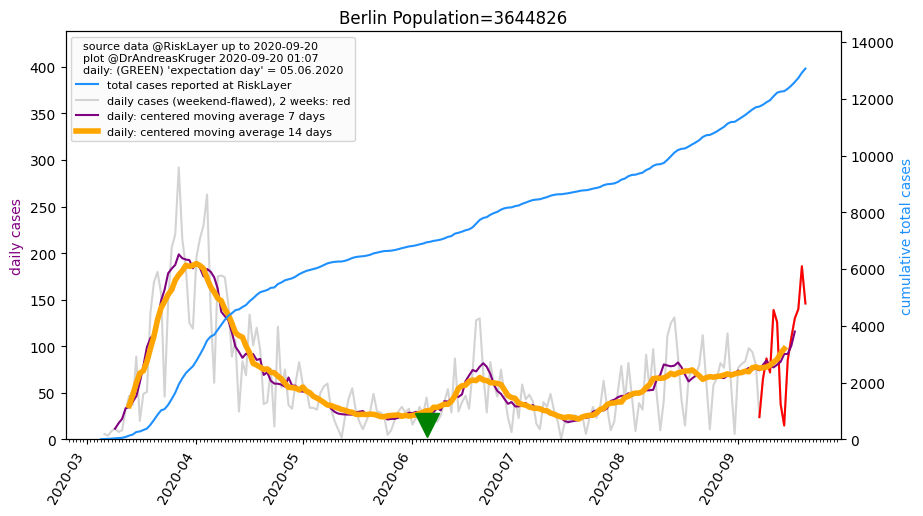 Berlin Population=3644826
source data @RiskLayer up to 2020-09-20
plot @DrAndreasKruger 2020-09-20 01:07
daily: (GREEN) 'expectation day' = 05.06.2020
total cases reported at RiskLayer
daily cases (weekend-flawed), 2 weeks: red
daily: centered moving average 7 days
daily: centered moving average 14 days
daily cases
400
350
300
250
200
150
100
50
0
14000
12000
10000
8000
6000
4000
2000
0
cumulative total cases
2020-03
2020-04
2020-05
2020-06
2020-07
2020-08
2020-09